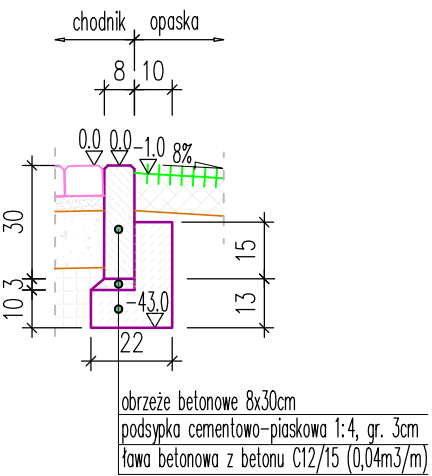 chodnik opaska
8 10
0.0 0.0 -1.0 8%
30
15
3
10
13
-43.0
22
obrzeże betonowe 8x30cm
podsypka cementowo-piaskowa 1:4, gr. 3cm
ława betonowa z betonu C12/15 (0,04m3/m)